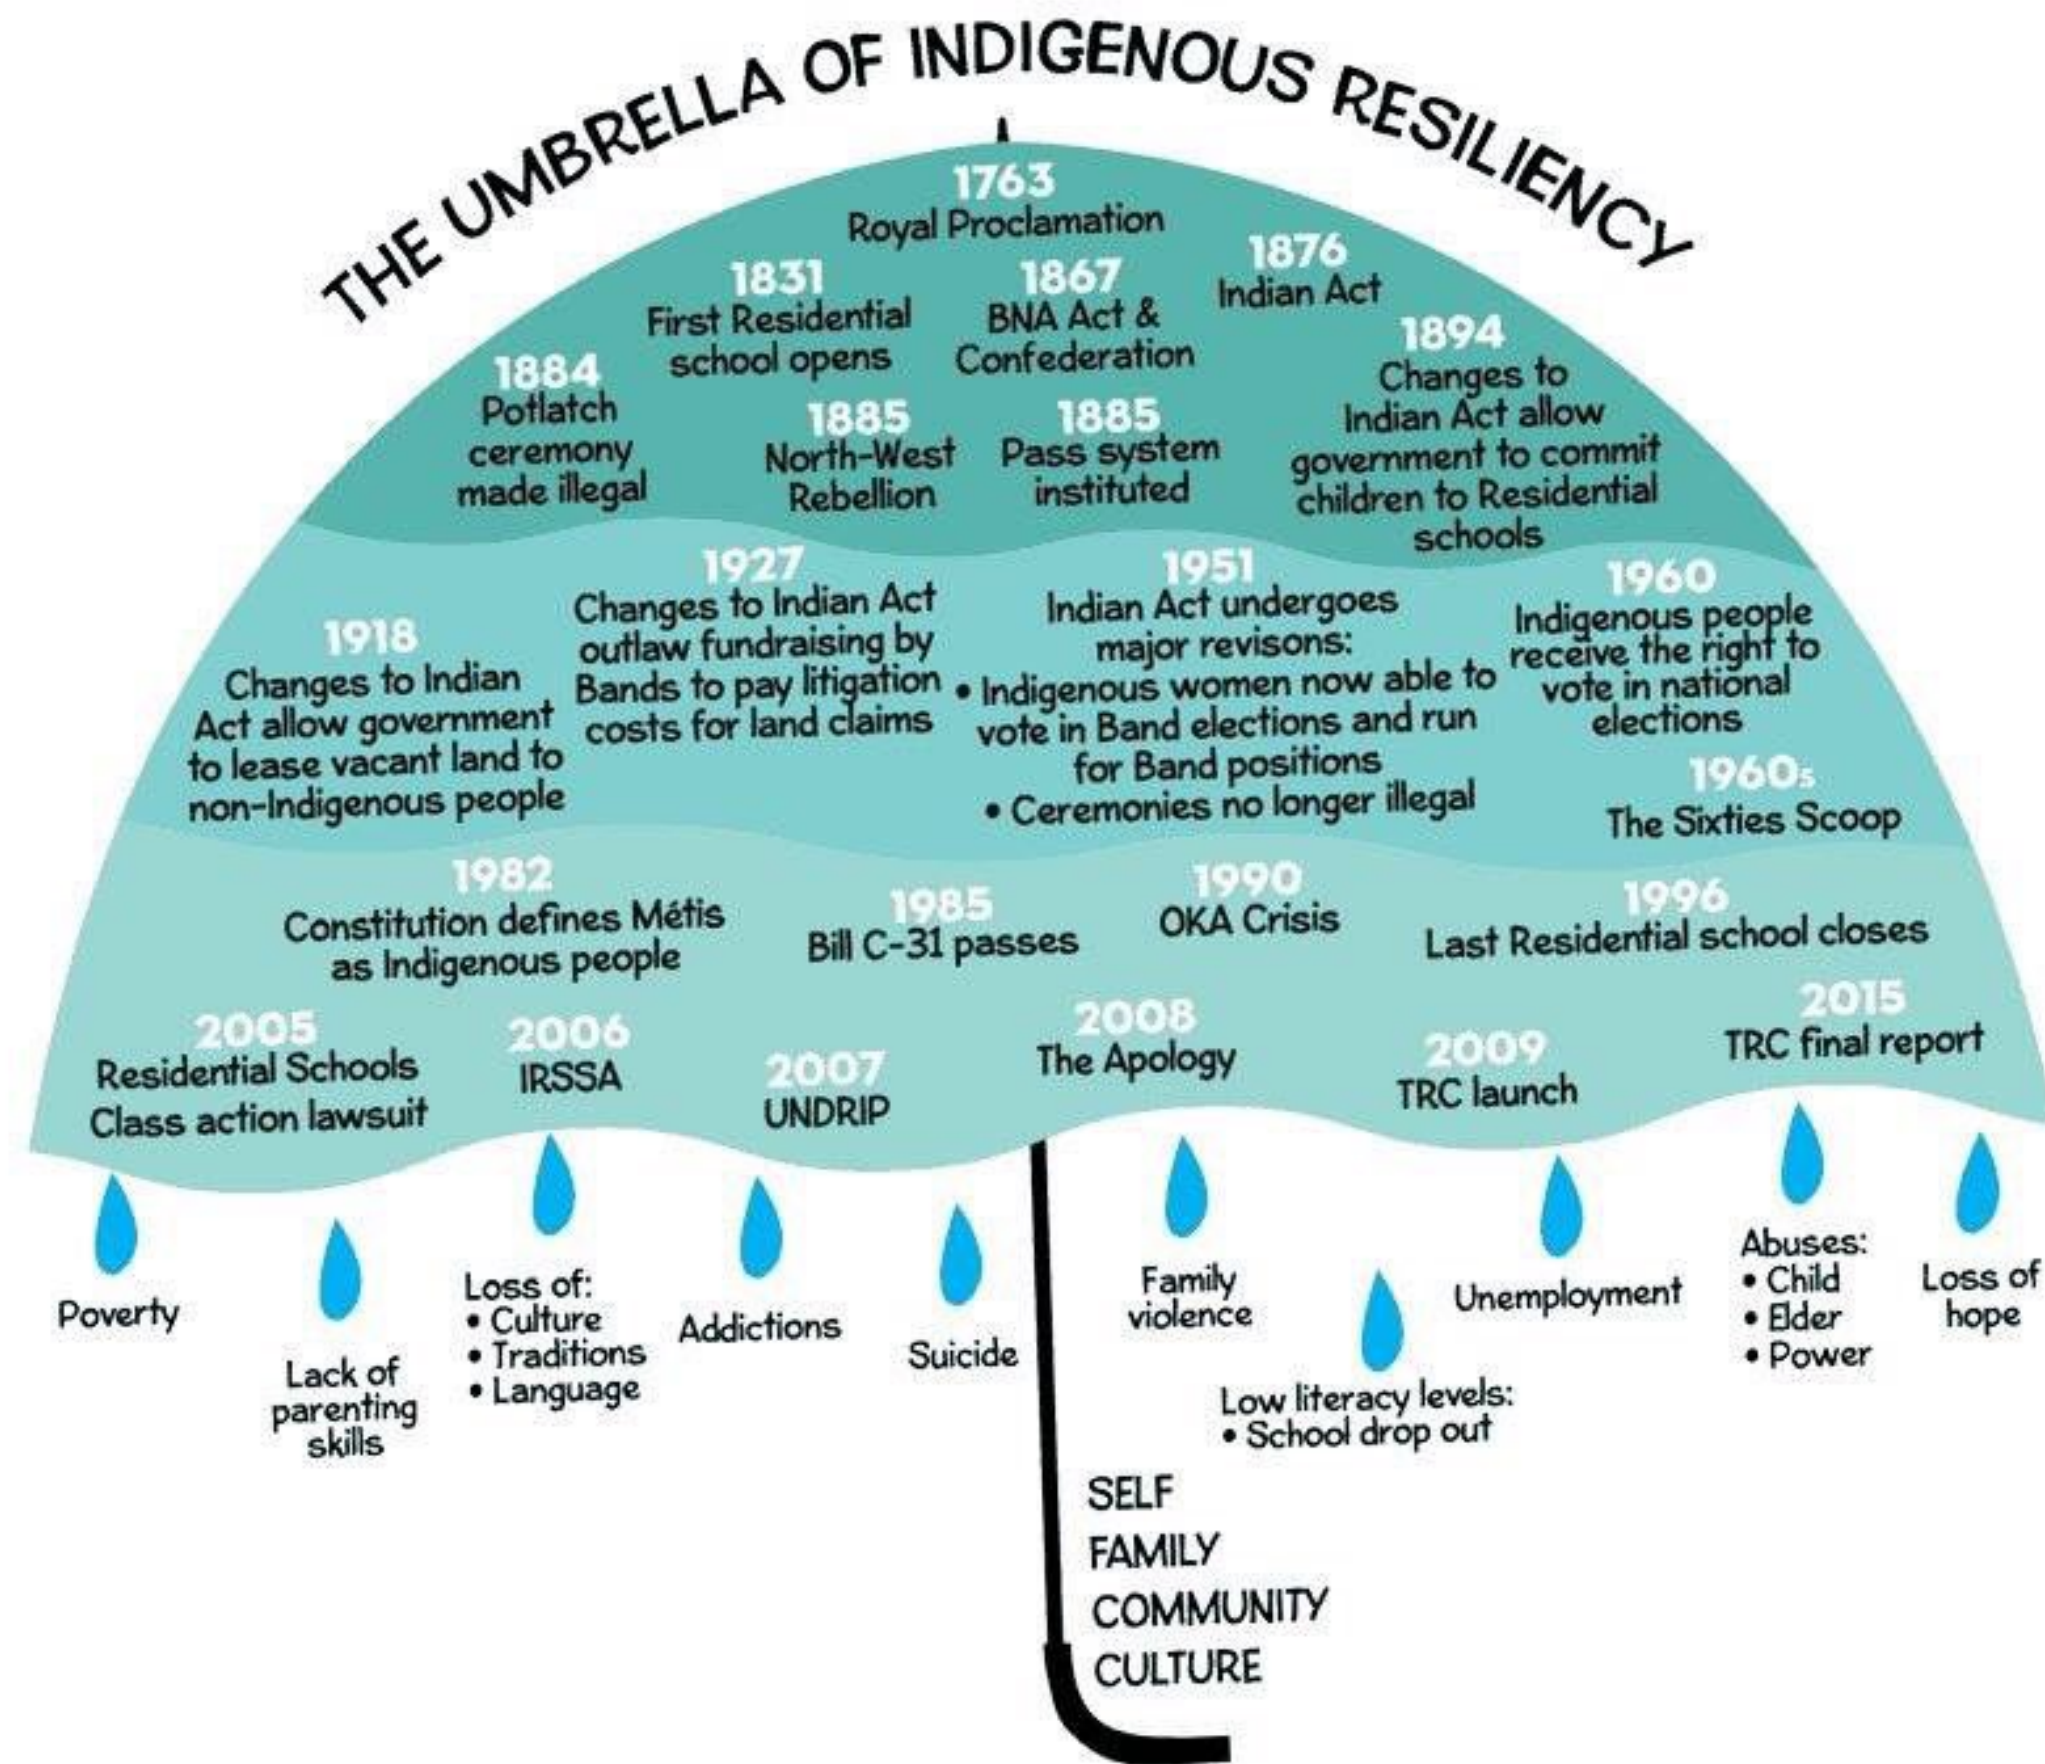 THE UMBRELLA OF INDIGENOUS RESILIENCY
1763
Royal Proclamation
1831
First Residential
school opens
1867
BNA Act &
Confederation
1876
Indian Act
1884
Potlatch
ceremony
made illegal
1885
North-West
Rebellion
1885
Pass system
instituted
1894
Changes to
Indian Act allow
government to commit
children to Residential
schools
1918
Changes to Indian
Act allow government
to lease vacant land to
non-Indigenous people
1927
Changes to Indian Act
outlaw fundraising by
Bands to pay litigation
costs for land claims
1951
Indian Act undergoes
major revisons:
• Indigenous women now able to
vote in Band elections and run
for Band positions
• Ceremonies no longer illegal
1960
Indigenous people
receive the right to
vote in national
elections
1960s
The Sixties Scoop
1982
Constitution defines Métis
as Indigenous people
1985
Bill C-31 passes
1990
OKA Crisis
1996
Last Residential school closes
2005
Residential Schools
Class action lawsuit
2006
IRSSA
2007
UNDRIP
2008
The Apology
2009
TRC launch
2015
TRC final report
Poverty
Lack of
parenting
skills
Loss of:
• Culture
• Traditions
• Language
Addictions
Suicide
Family
violence
Low literacy levels:
• School drop out
Unemployment
Abuses:
• Child
• Elder
• Power
Loss of
hope
SELF
FAMILY
COMMUNITY
CULTURE